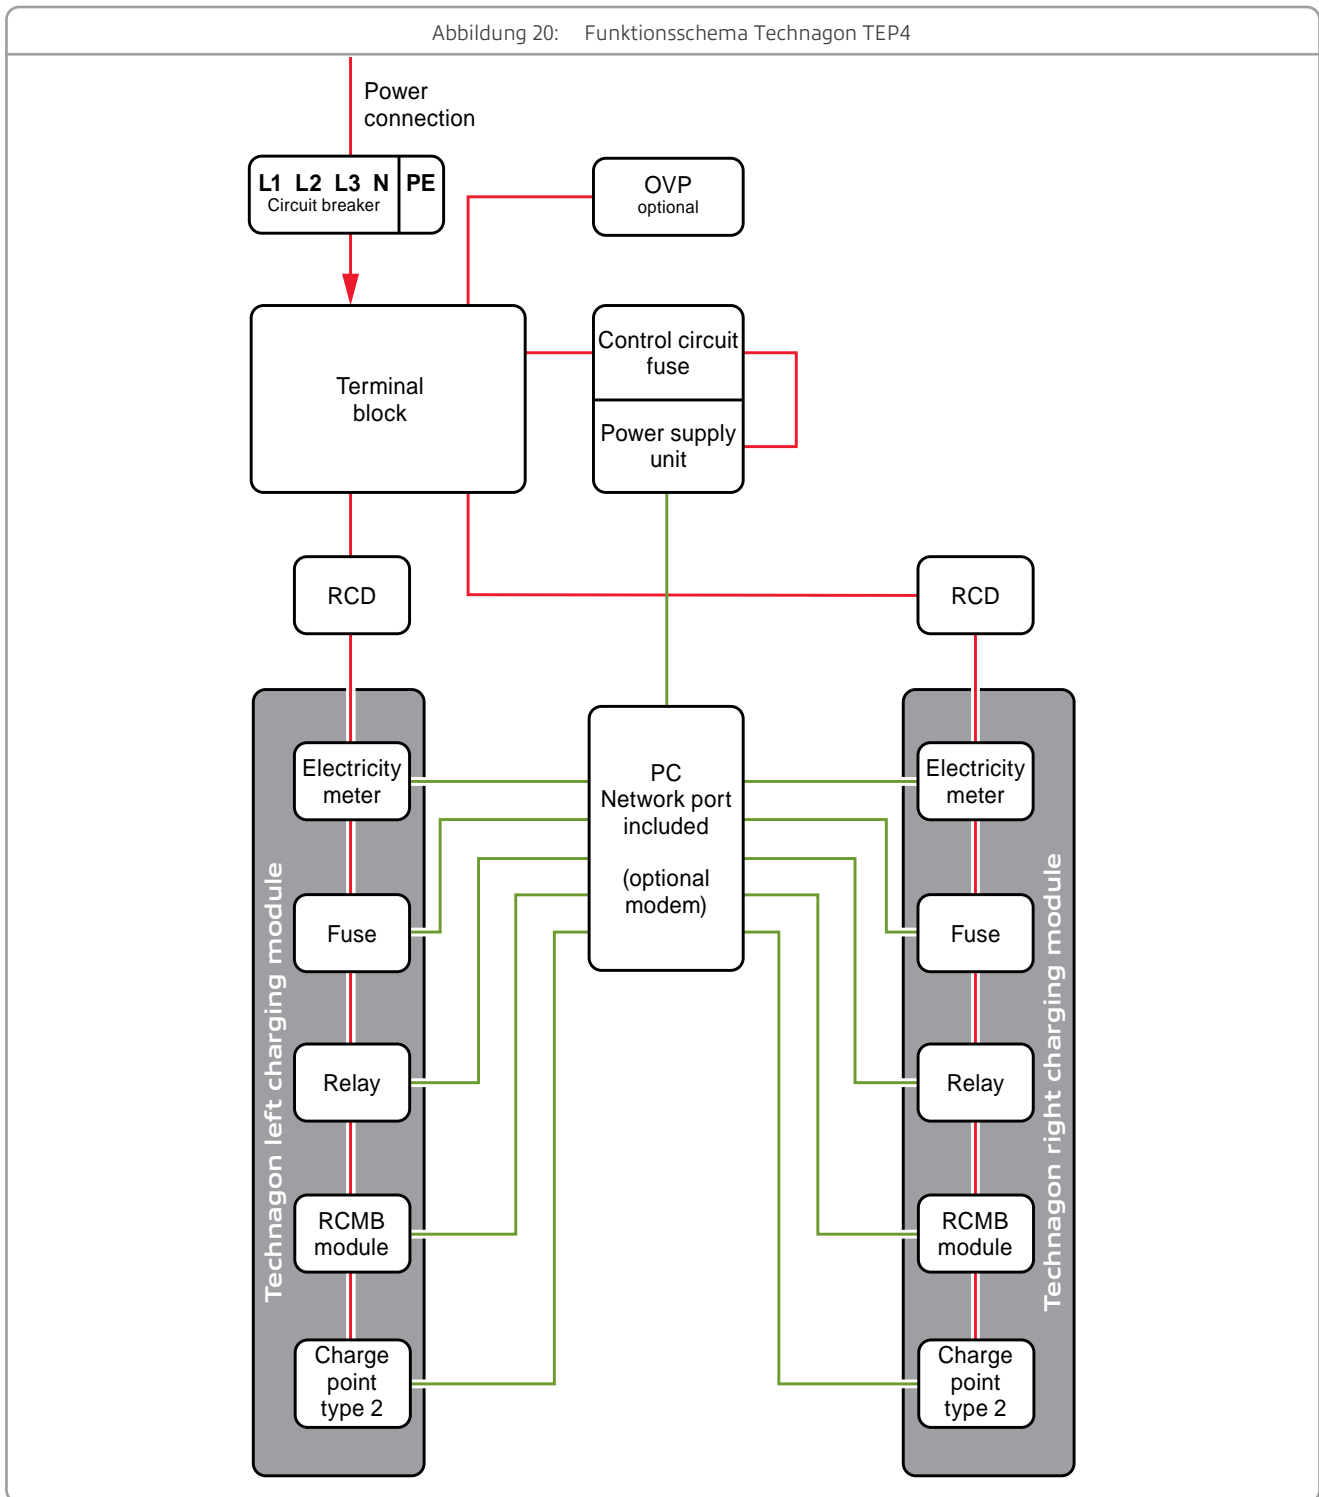 Abbildung 20: Funktionsschema Technagon TEP4
Power
connection
L1 L2 L3 N PE
Circuit breaker
OVP
optional
Terminal
block
Control circuit
fuse
Power supply
unit
RCD
RCD
Technagon left charging module
Electricity
meter
Fuse
Relay
RCMB
module
Charge
point
type 2
PC
Network port
included
(optional
modem)
Electricity
meter
Fuse
Relay
RCMB
module
Charge
point
type 2
Technagon right charging module